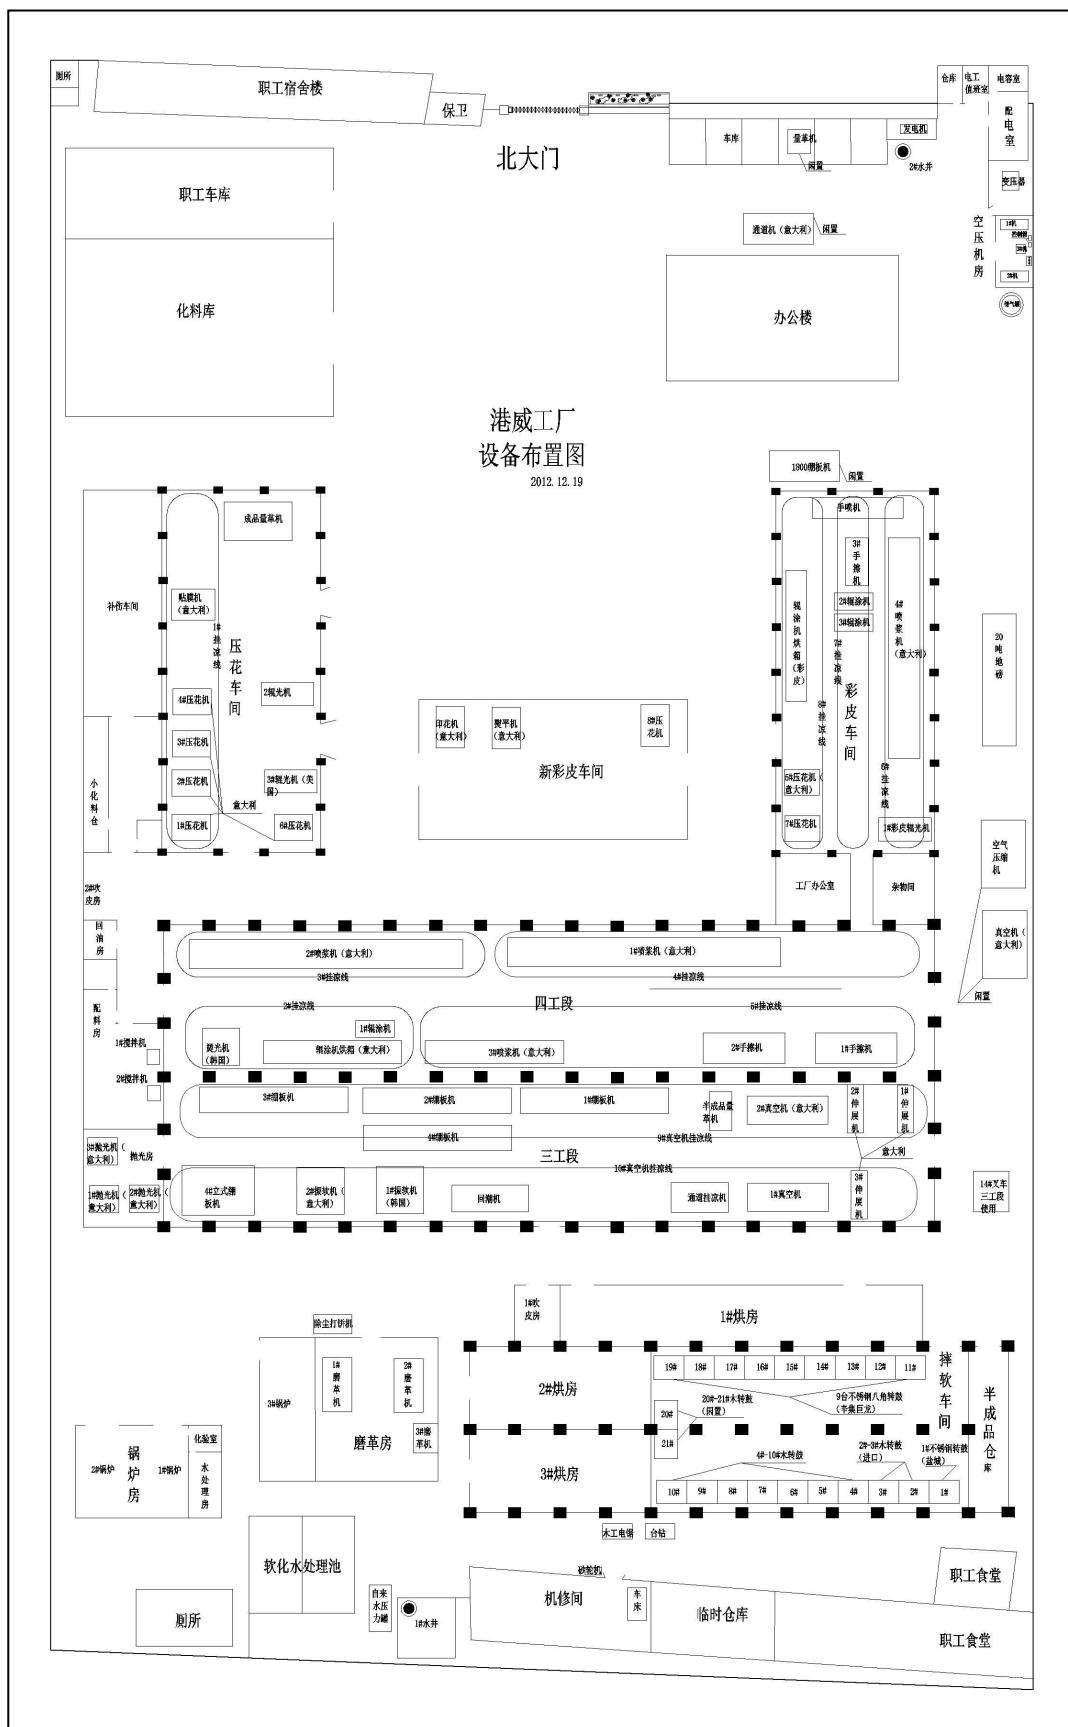 厕所
职工宿舍楼
保卫
北大门
车库
量革机
闲置
发电机
2#水井
仓库
电工
值班室
电容室
配
电
室
变压器
空
压
机
房
1#机
3#机
2#机
储气罐
职工车库
化料库
通道机（意大利）
闲置
办公楼
港威工厂
设备布置图
2012.12.19
1800绷板机
闲置
成品量革机
补伤车间
贴膜机
（意大利）
1#挂凉线
压
花
车
间
4#压花机
2辊光机
3#压花机
2#压花机
3#辊光机（美
国）
意大利
1#压花机
6#压花机
小
化
料
仓
印花机
（意大利）
熨平机
（意大利）
8#压
花机
新彩皮车间
手喷机
3#
手
擦
机
2#辊涂机
3#辊涂机
辊
涂
机
烘
箱
（彩
皮）
7#挂凉线
8#挂凉线
彩
皮
车
间
4#
喷
浆
机
（意大利）
6#挂凉线
5#压花机（
意大利）
7#压花机
1#彩皮辊光机
工厂办公室
杂物间
20
吨
地
磅
空气
压缩
机
真空机（
意大利）
闲置
2#吹
皮房
回
油
房
配
料
房
1#搅拌机
2#搅拌机
2#喷浆机（意大利）
3#挂凉线
1#喷浆机（意大利）
4#挂凉线
四工段
2#挂凉线
5#挂凉线
烫光机
（韩国）
1#辊涂机
辊涂机烘箱（意大利）
3#喷浆机（意大利）
2#手擦机
1#手擦机
3#绷板机
2#绷板机
1#绷板机
半成品量
革机
2#真空机（意大利）
2#
伸
展
机
1#
伸
展
机
4#绷板机
9#真空机挂凉线
意大利
三工段
10#真空机挂凉线
3#抛光机（
意大利）
抛光房
1#抛光机（
意大利）
2#抛光机（
意大利）
4#立式绷
板机
2#振软机（
意大利）
1#振软机
（韩国）
回潮机
通道挂凉机
1#真空机
3#
伸
展
机
14#叉车
三工段
使用
除尘打饼机
1#
磨
革
机
2#
磨
革
机
3#磨
革机
3#锅炉
磨革房
1#吹
皮房
1#烘房
2#烘房
3#烘房
19#
18#
17#
16#
15#
14#
13#
12#
11#
20#
21#
20#-21#木转鼓
（闲置）
9台不锈钢八角转鼓
（辛集巨龙）
4#-10#木转鼓
2#-3#木转鼓
（进口）
1#不锈钢转鼓
（盐城）
10#
9#
8#
7#
6#
5#
4#
3#
2#
1#
摔
软
车
间
半
成
品
仓
库
2#锅炉
锅
炉
房
1#锅炉
化验室
水
处
理
房
软化水处理池
厕所
自来
水压
力罐
1#水井
木工电锯
台钻
砂轮机
机修间
车
床
临时仓库
职工食堂
职工食堂